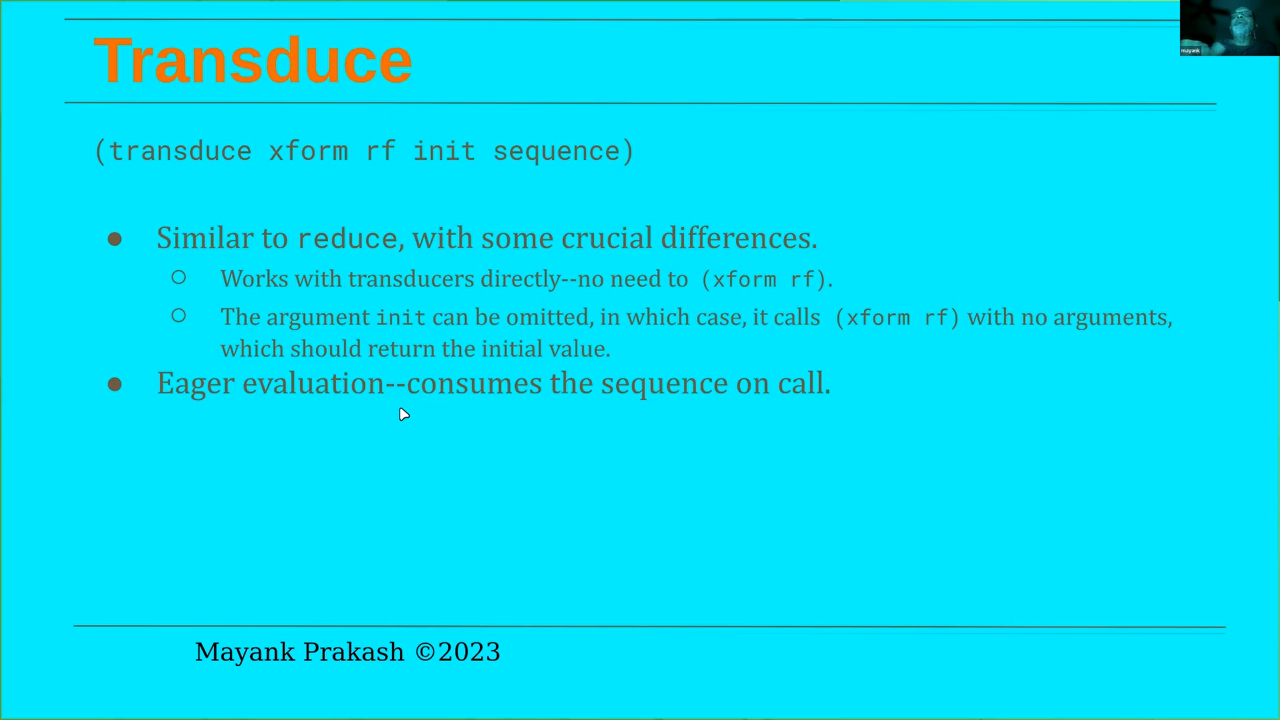 mayank
Transduce
(transduce xform rf init sequence)
● Similar to reduce, with some crucial differences.
○ Works with transducers directly--no need to (xform rf).
○ The argument init can be omitted, in which case, it calls (xform rf) with no arguments,
which should return the initial value.
● Eager evaluation--consumes the sequence on call.
Mayank Prakash ©2023